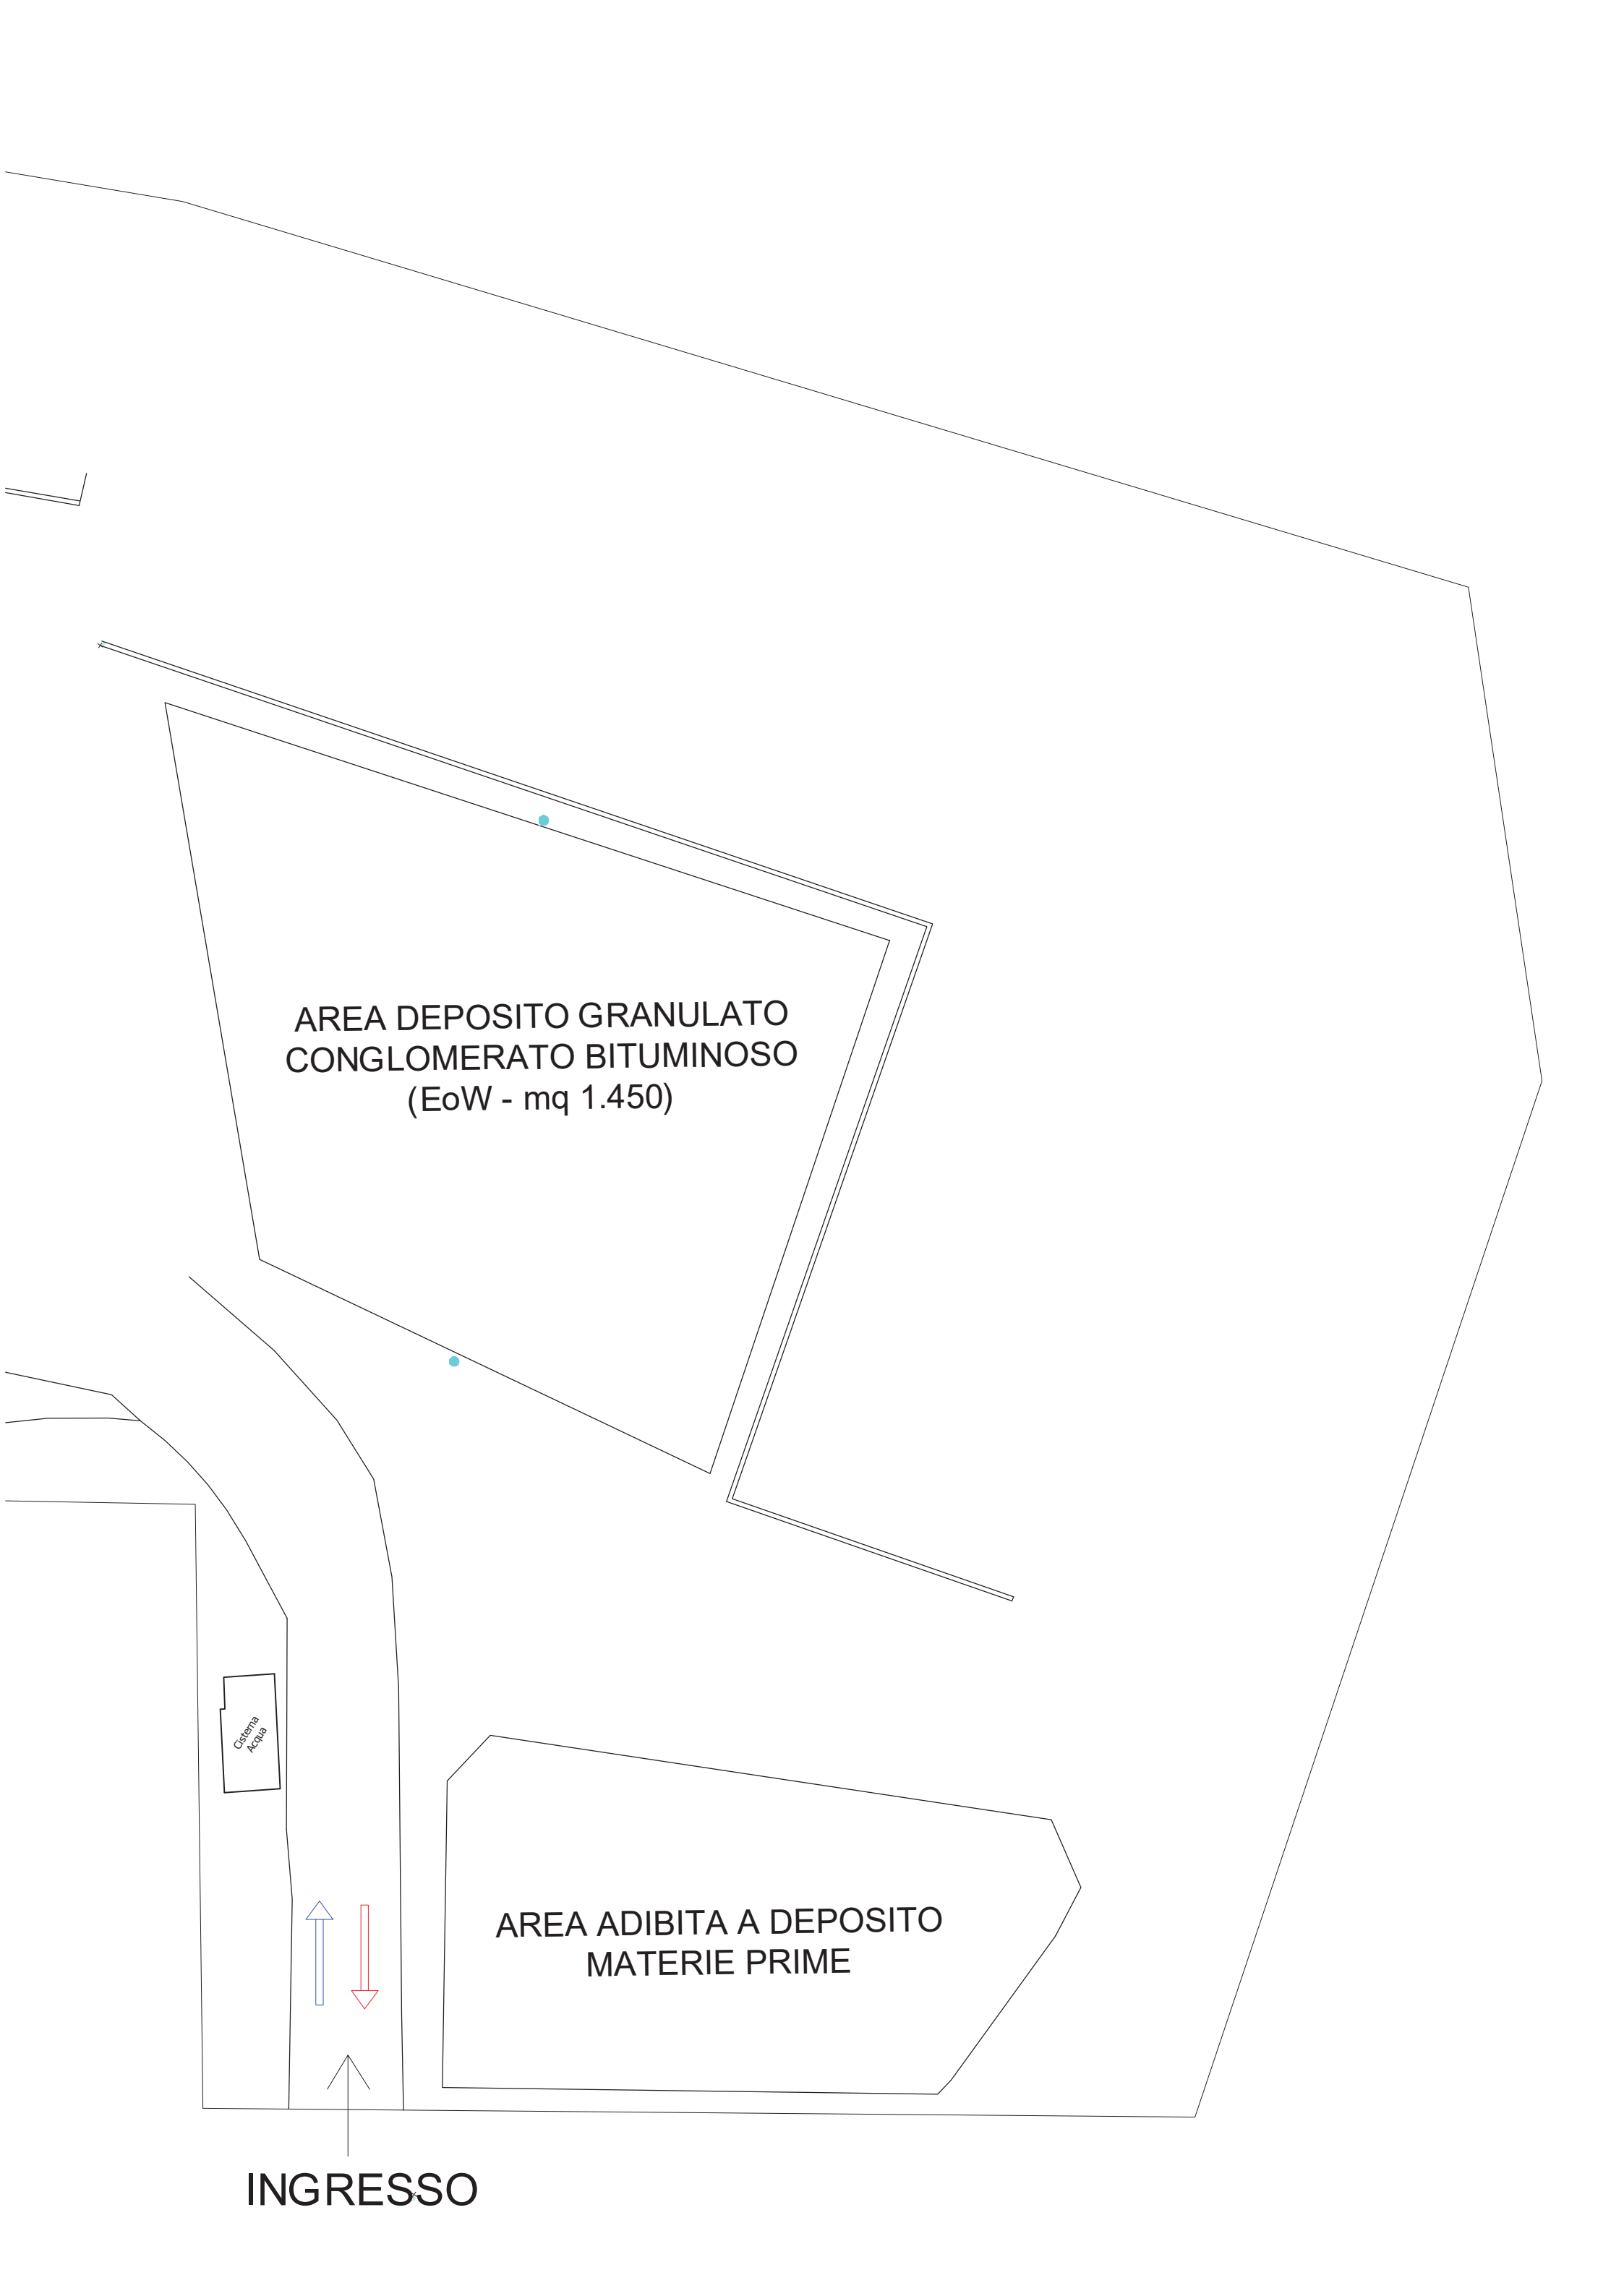 AREA DEPOSITO GRANULATO
CONGLOMERATO BITUMINOSO
(EoW - mq 1.450)
Cisterna
Acqua
AREA ADIBITA A DEPOSITO
MATERIE PRIME
INGRESSO